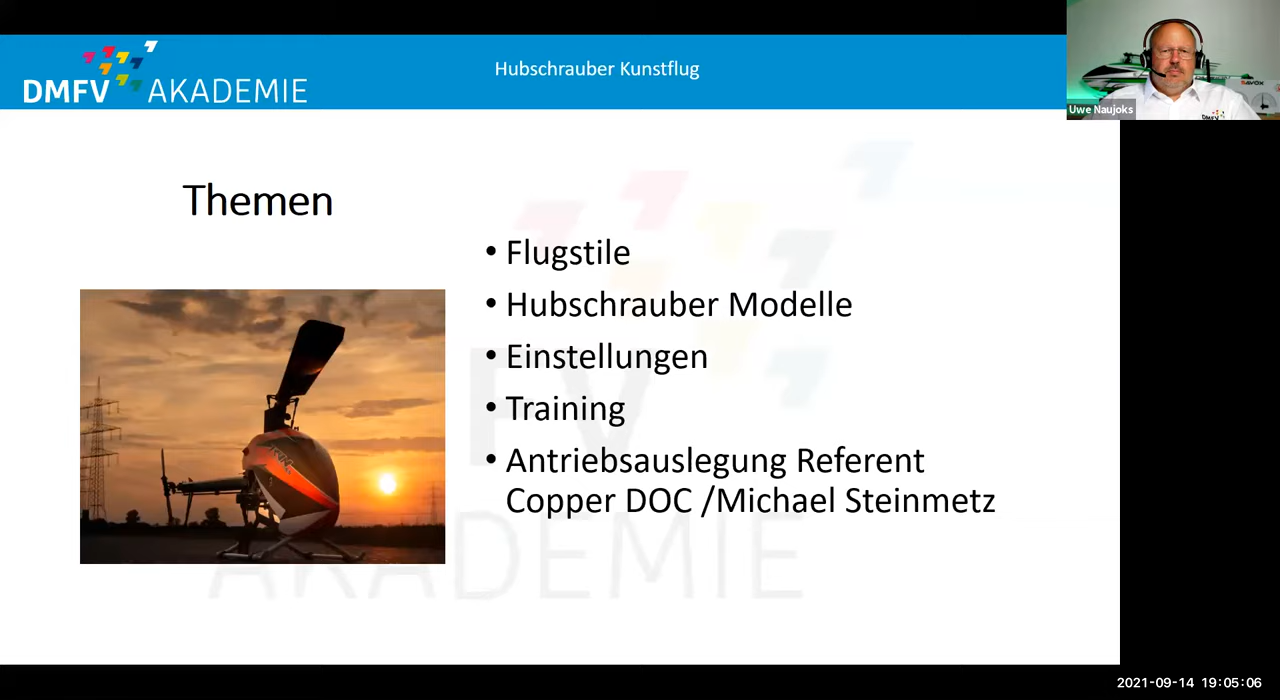 DMFV AKADEMIE
Hubschrauber Kunstflug
Uwe Naujoks
Themen
• Flugstile
• Hubschrauber Modelle
• Einstellungen
• Training
• Antriebsauslegung Referent
Copper DOC /Michael Steinmetz
AKADEMIE
2021-09-14 19:05:06